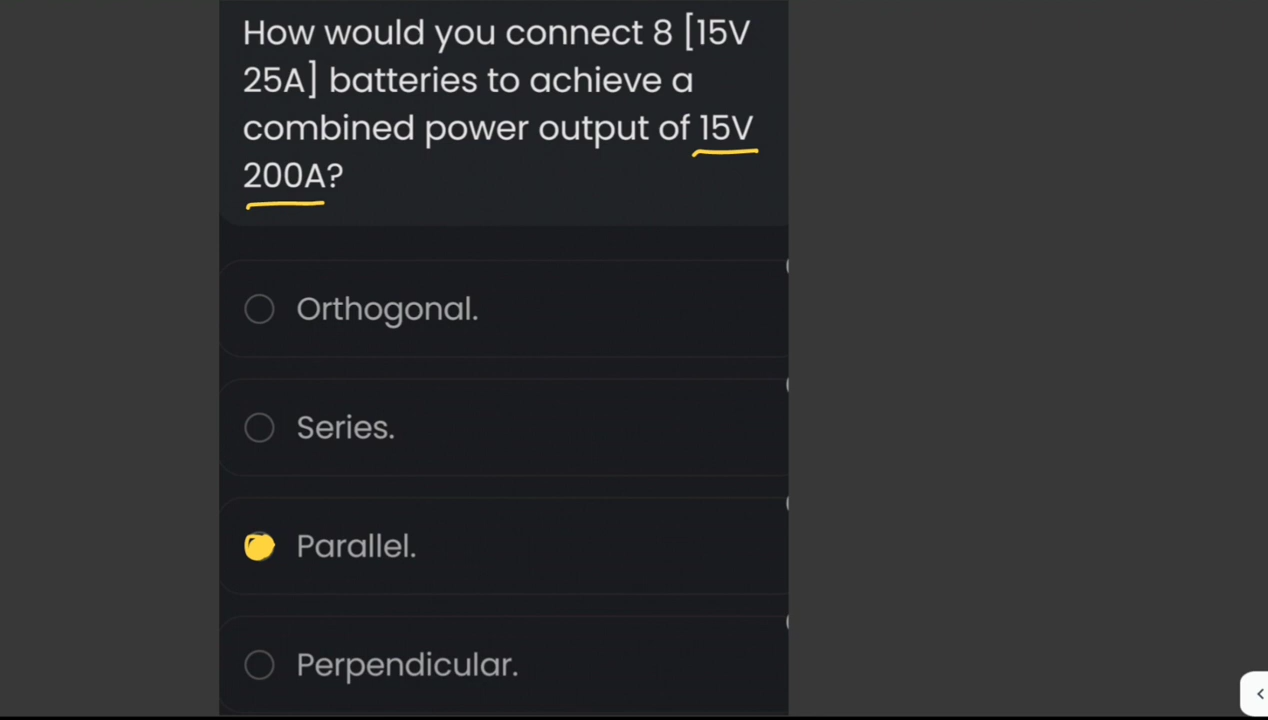 How would you connect 8 [15V
25A] batteries to achieve a
combined power output of 15V
200A?
Orthogonal.
Series.
Parallel.
Perpendicular.